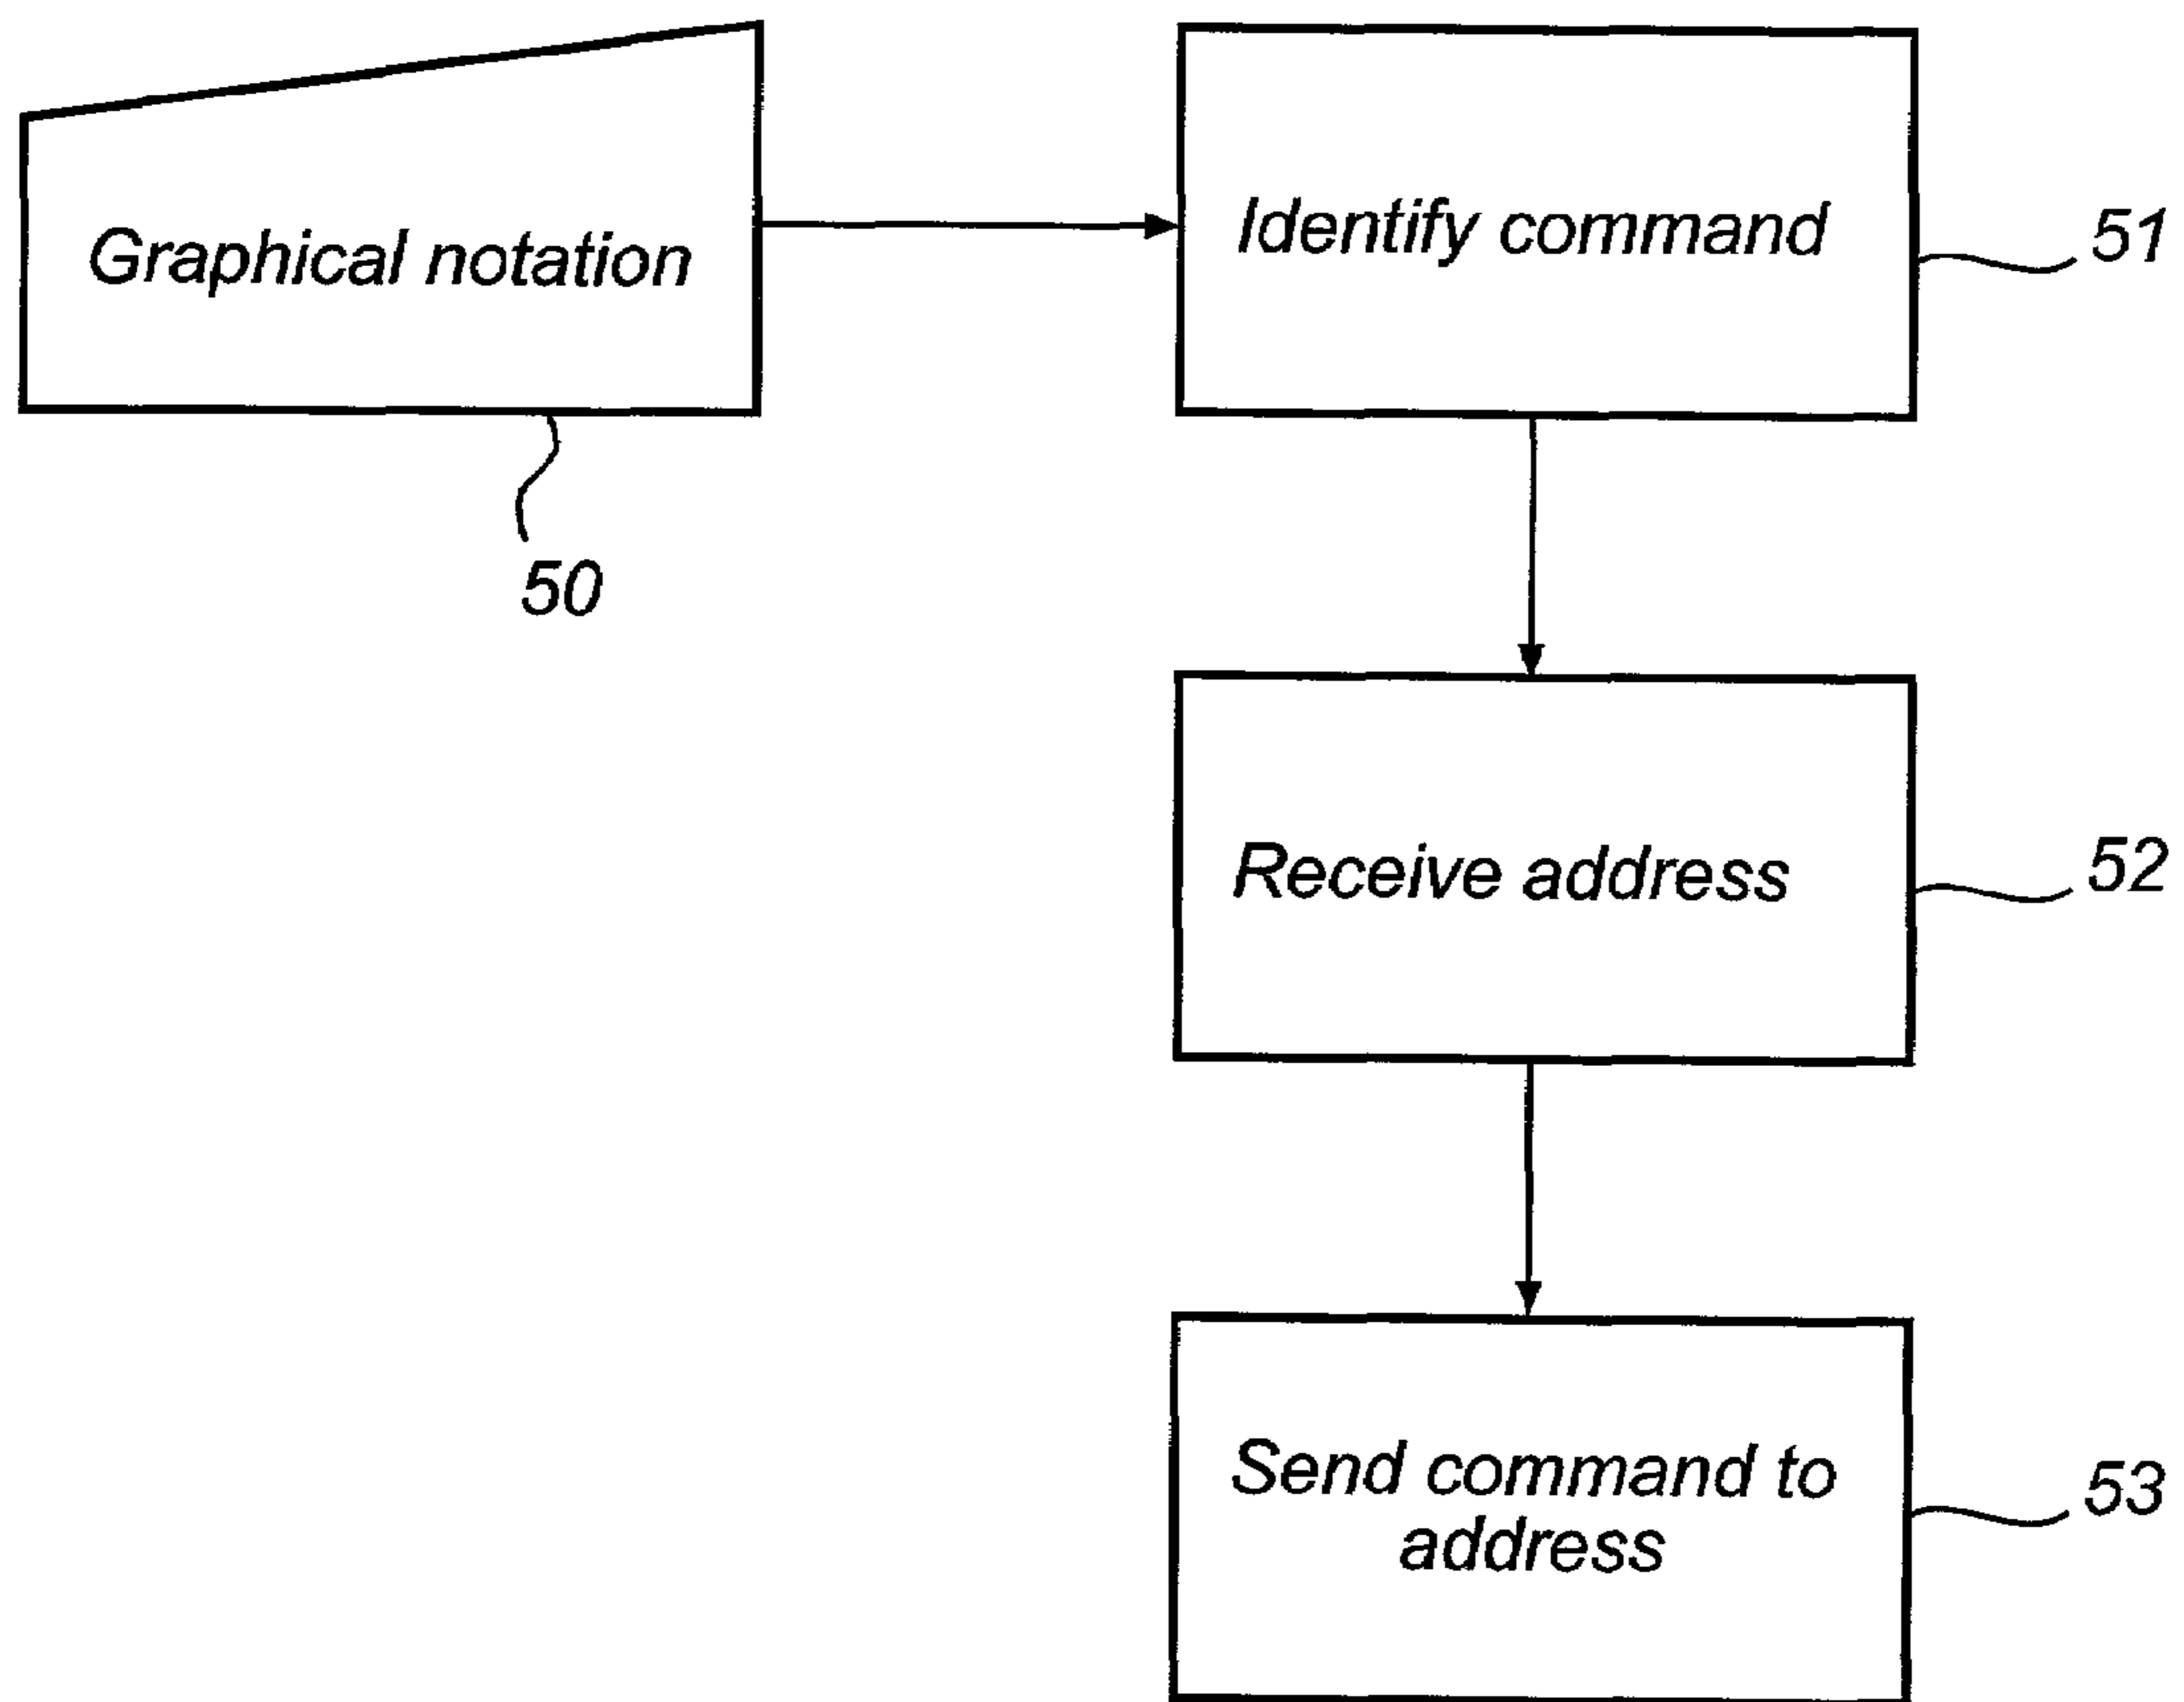 Graphical notation
50
Identify command
51
Receive address
52
Send command to
address
53